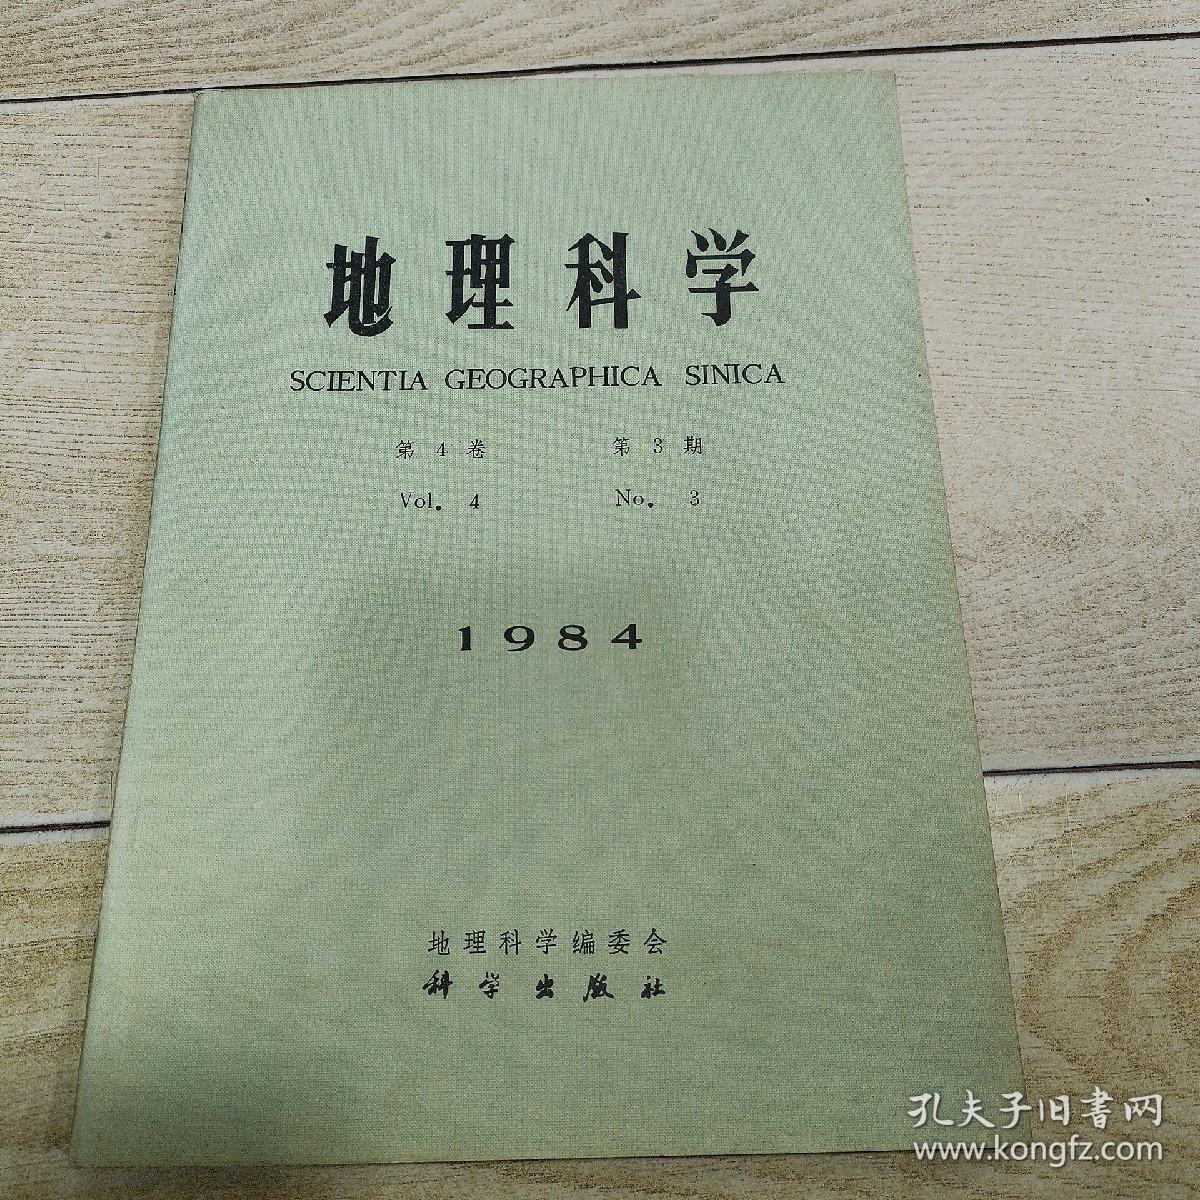 地理科学
SCIENTIA GEOGRAPHICA SINICA
第 4 卷 第 3 期
Vol. 4 No. 3
1984
地理科学编委会
科学出版社
孔夫子旧書网
www.kongfz.com